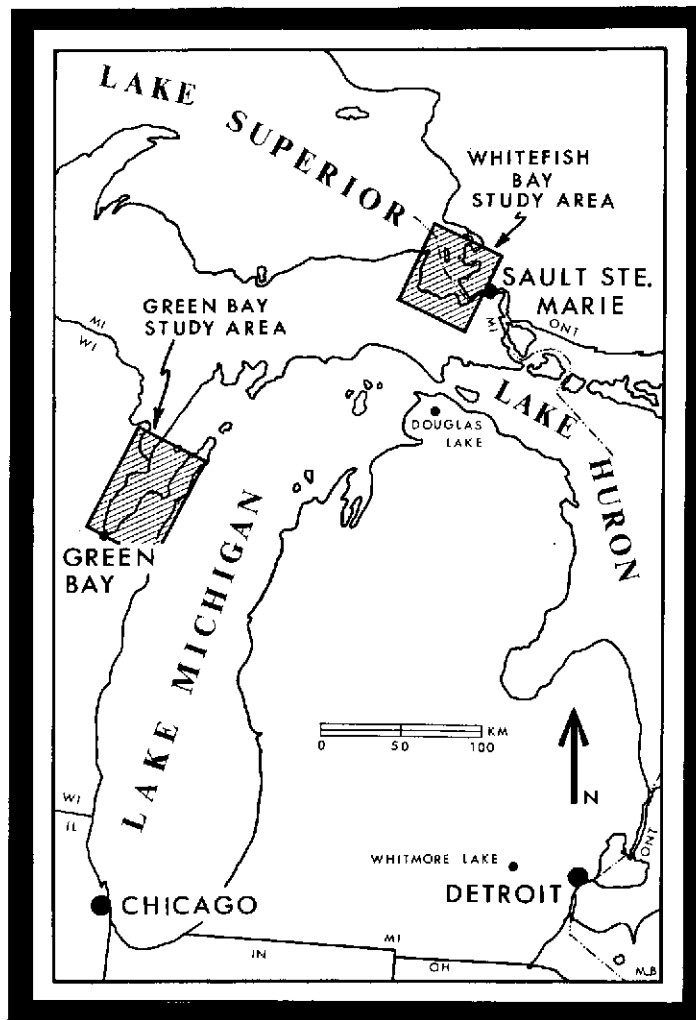 LAKE SUPERIOR
WHITEFISH
BAY
STUDY AREA
SAULT STE.
MARIE
GREEN BAY
STUDY AREA
MI
WI
MI
ONT
LAKE HURON
DOUGLAS
LAKE
GREEN
BAY
LAKE MICHIGAN
KM
0 50 100
N
WI
IL
WHITMORE LAKE
ONT
DETROIT
CHICAGO
MI
IN
OH
M.B